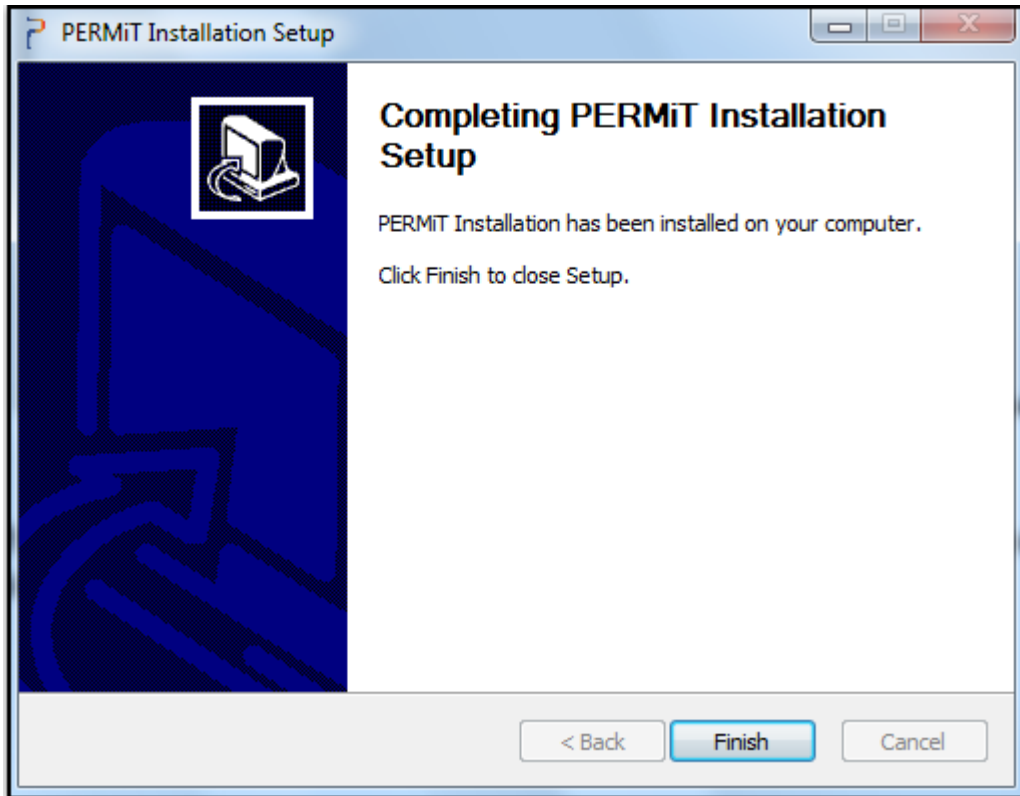 PERMiT Installation Setup
Completing PERMiT Installation
Setup
PERMiT Installation has been installed on your computer.
Click Finish to close Setup.
< Back
Finish
Cancel